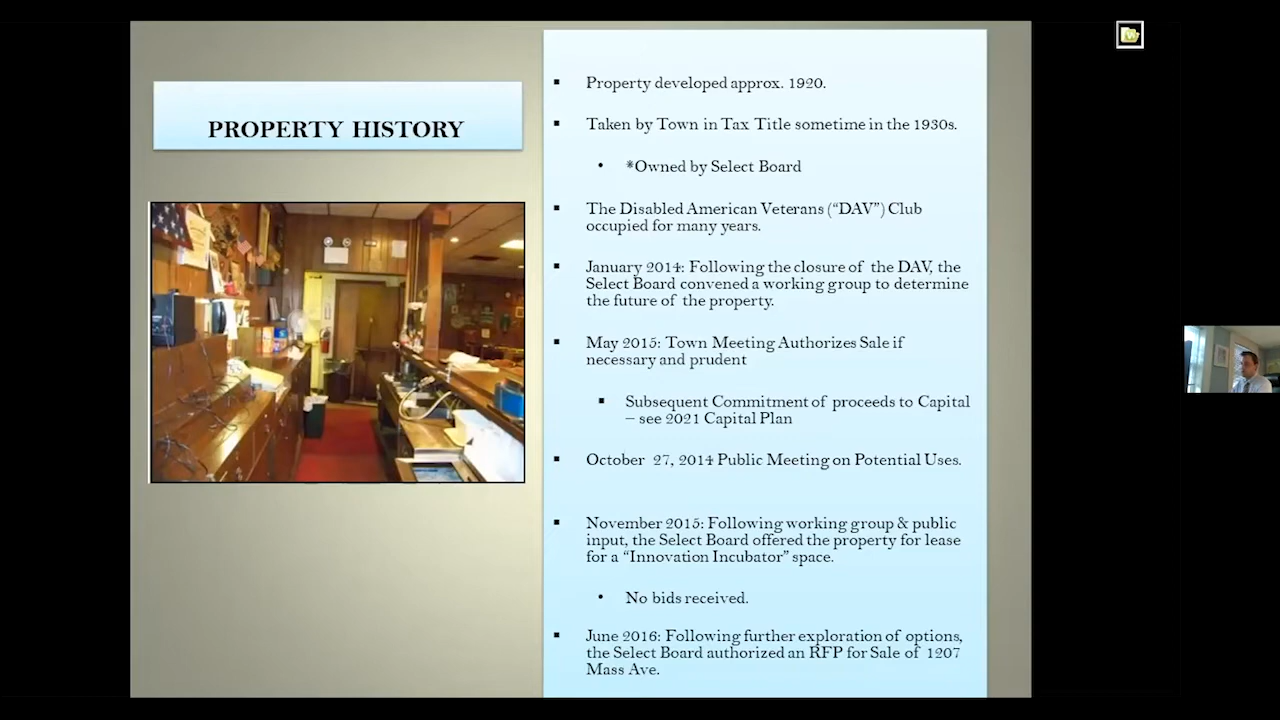 PROPERTY HISTORY
Property developed approx. 1920.
Taken by Town in Tax Title sometime in the 1930s.
*Owned by Select Board
The Disabled American Veterans (“DAV”) Club
occupied for many years.
January 2014: Following the closure of the DAV, the
Select Board convened a working group to determine
the future of the property.
May 2015: Town Meeting Authorizes Sale if
necessary and prudent
Subsequent Commitment of proceeds to Capital
– see 2021 Capital Plan
October 27, 2014 Public Meeting on Potential Uses.
November 2015: Following working group & public
input, the Select Board offered the property for lease
for a “Innovation Incubator” space.
No bids received.
June 2016: Following further exploration of options,
the Select Board authorized an RFP for Sale of 1207
Mass Ave.